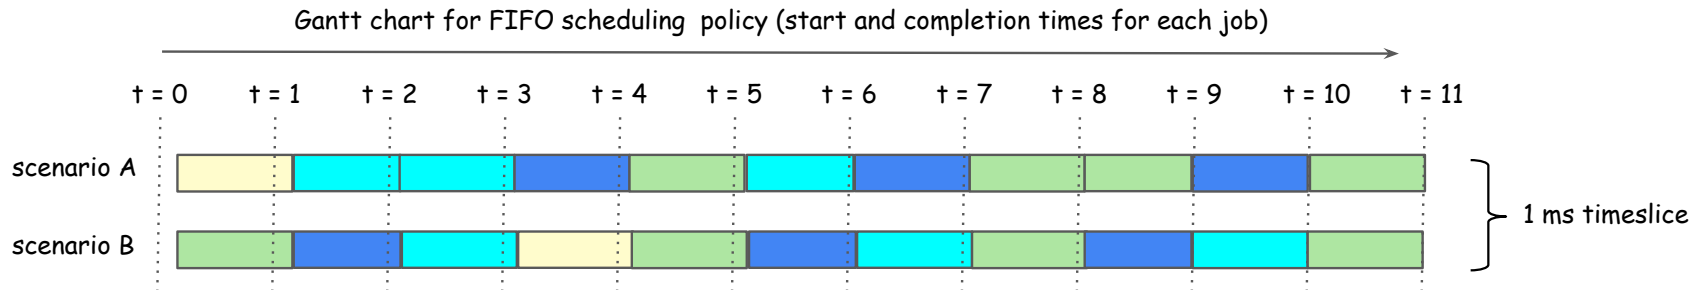 Gantt chart for FIFO scheduling policy (start and completion times for each job)
t = 0 t = 1 t = 2 t = 3 t = 4 t = 5 t = 6 t = 7 t = 8 t = 9 t = 10 t = 11
scenario A
1 ms timeslice
scenario B